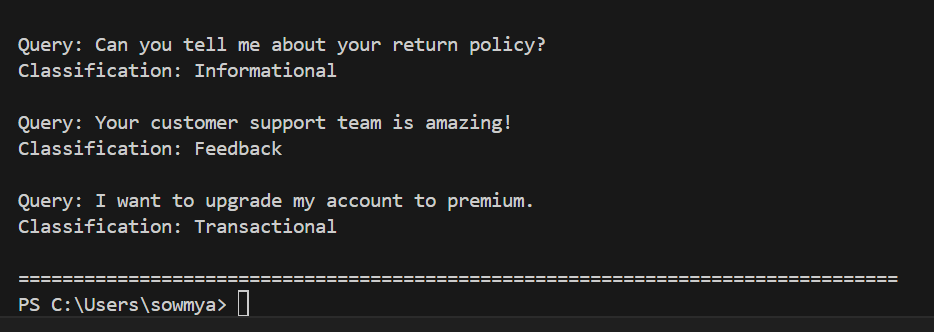 Query: Can you tell me about your return policy?
Classification: Informational
Query: Your customer support team is amazing!
Classification: Feedback
Query: I want to upgrade my account to premium.
Classification: Transactional
================================================================================
PS C:\Users\sowmya>